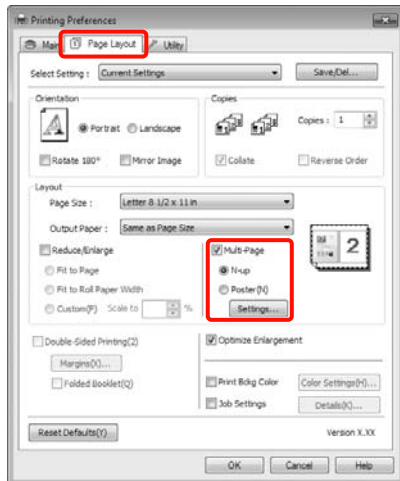 Printing Preferences
Main Page Layout Utility
Select Setting : Current Settings Save/Del...
Orientation Copies
A Portrait Landscape Copies : 1
Rotate 180° Mirror Image Collate Reverse Order
Layout
Page Size : Letter 8 1/2 x 11 in
Output Paper : Same as Page Size
Reduce/Enlarge Multi-Page 2
Fit to Page N-up
Fit to Roll Paper Width Poster(N)
Custom(P) Scale to % Settings...
Double-Sided Printing(2) Optimize Enlargement
Margins(X)...
Folded Booklet(Q) Print Bckg Color Color Settings(H)...
Job Settings Details(K)...
Reset Defaults(Y) Version X.XX
OK Cancel Help